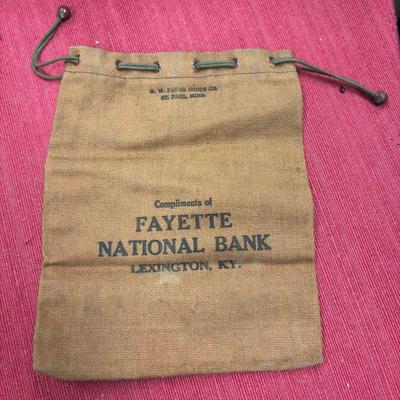 GOODS CO.
ST. PAUL, MINN.
Compliments of
FAYETTE
NATIONAL BANK
LEXINGTON, KY.